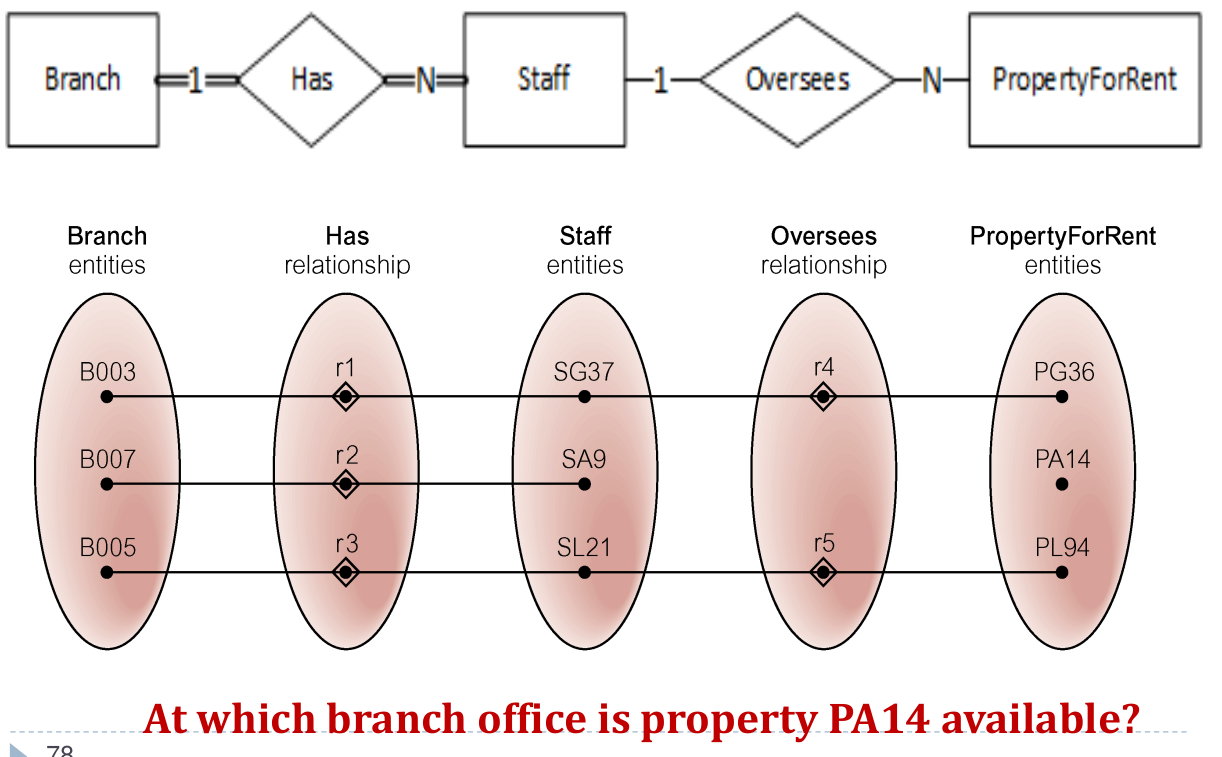 Branch 1 Has N Staff 1 Oversees N PropertyForRent
Branch Has Staff Oversees PropertyForRent
entities relationship entities relationship entities
B003 r1 SG37 r4 PG36
B007 r2 SA9 PA14
B005 r3 SL21 r5 PL94
At which branch office is property PA14 available?
78